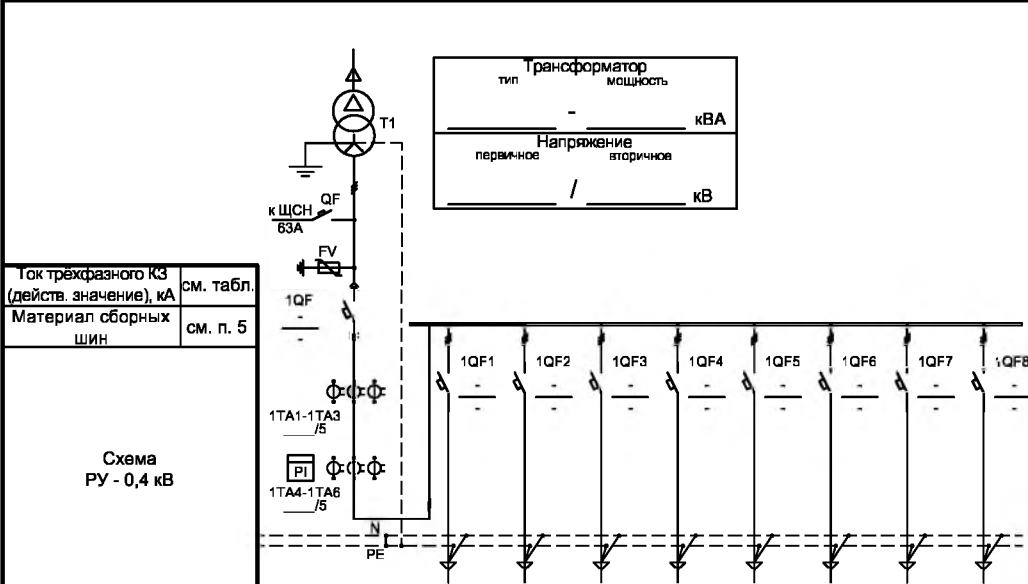 Трансформатор
тип мощность
- кВА
Напряжение
первичное вторичное
/ кВ
T1
QF
к ЩСН
63А
FV
Ток трёхфазного КЗ
(действ. значение), кА
см. табл.
Материал сборных
шин
см. п. 5
1QF
-
-
1QF1 1QF2 1QF3 1QF4 1QF5 1QF6 1QF7 1QF8
- - - - - - - -
- - - - - - - -
1TA1-1TA3
____/5
Схема
РУ - 0,4 кВ
PI
1TA4-1TA6
____/5
N
PE